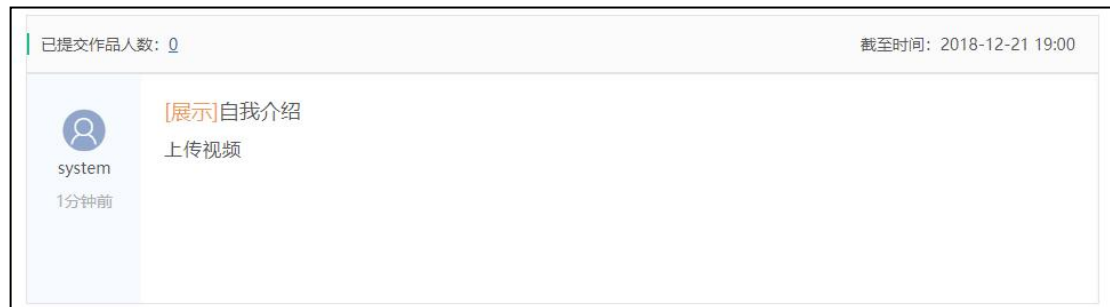 已提交作品人数：0
截至时间：2018-12-21 19:00
[展示]自我介绍
上传视频
system
1分钟前